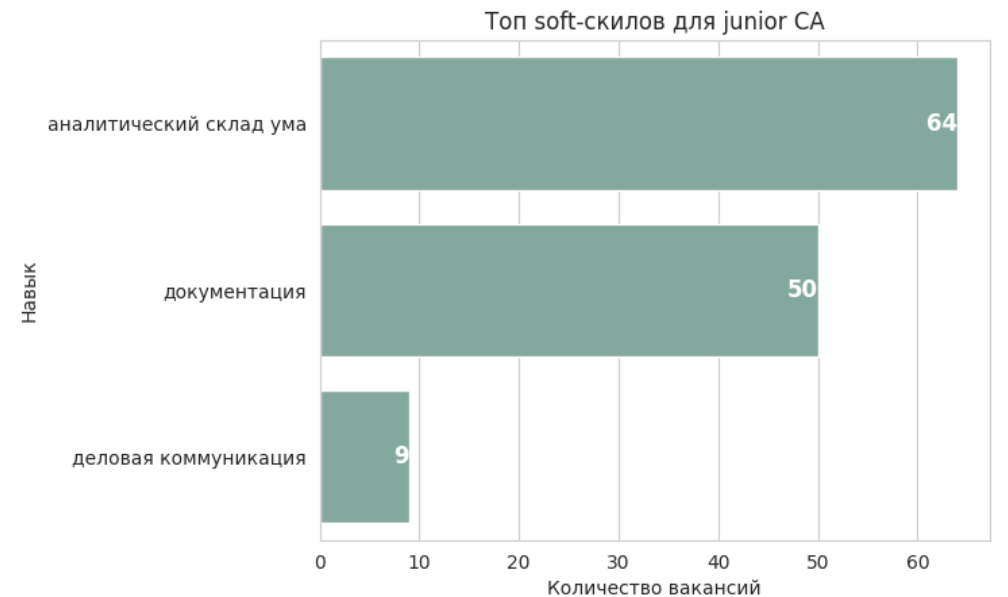 Топ soft-скилов для junior СА
аналитический склад ума
64
документация
50
деловая коммуникация
9
Навык
0 10 20 30 40 50 60
Количество вакансий